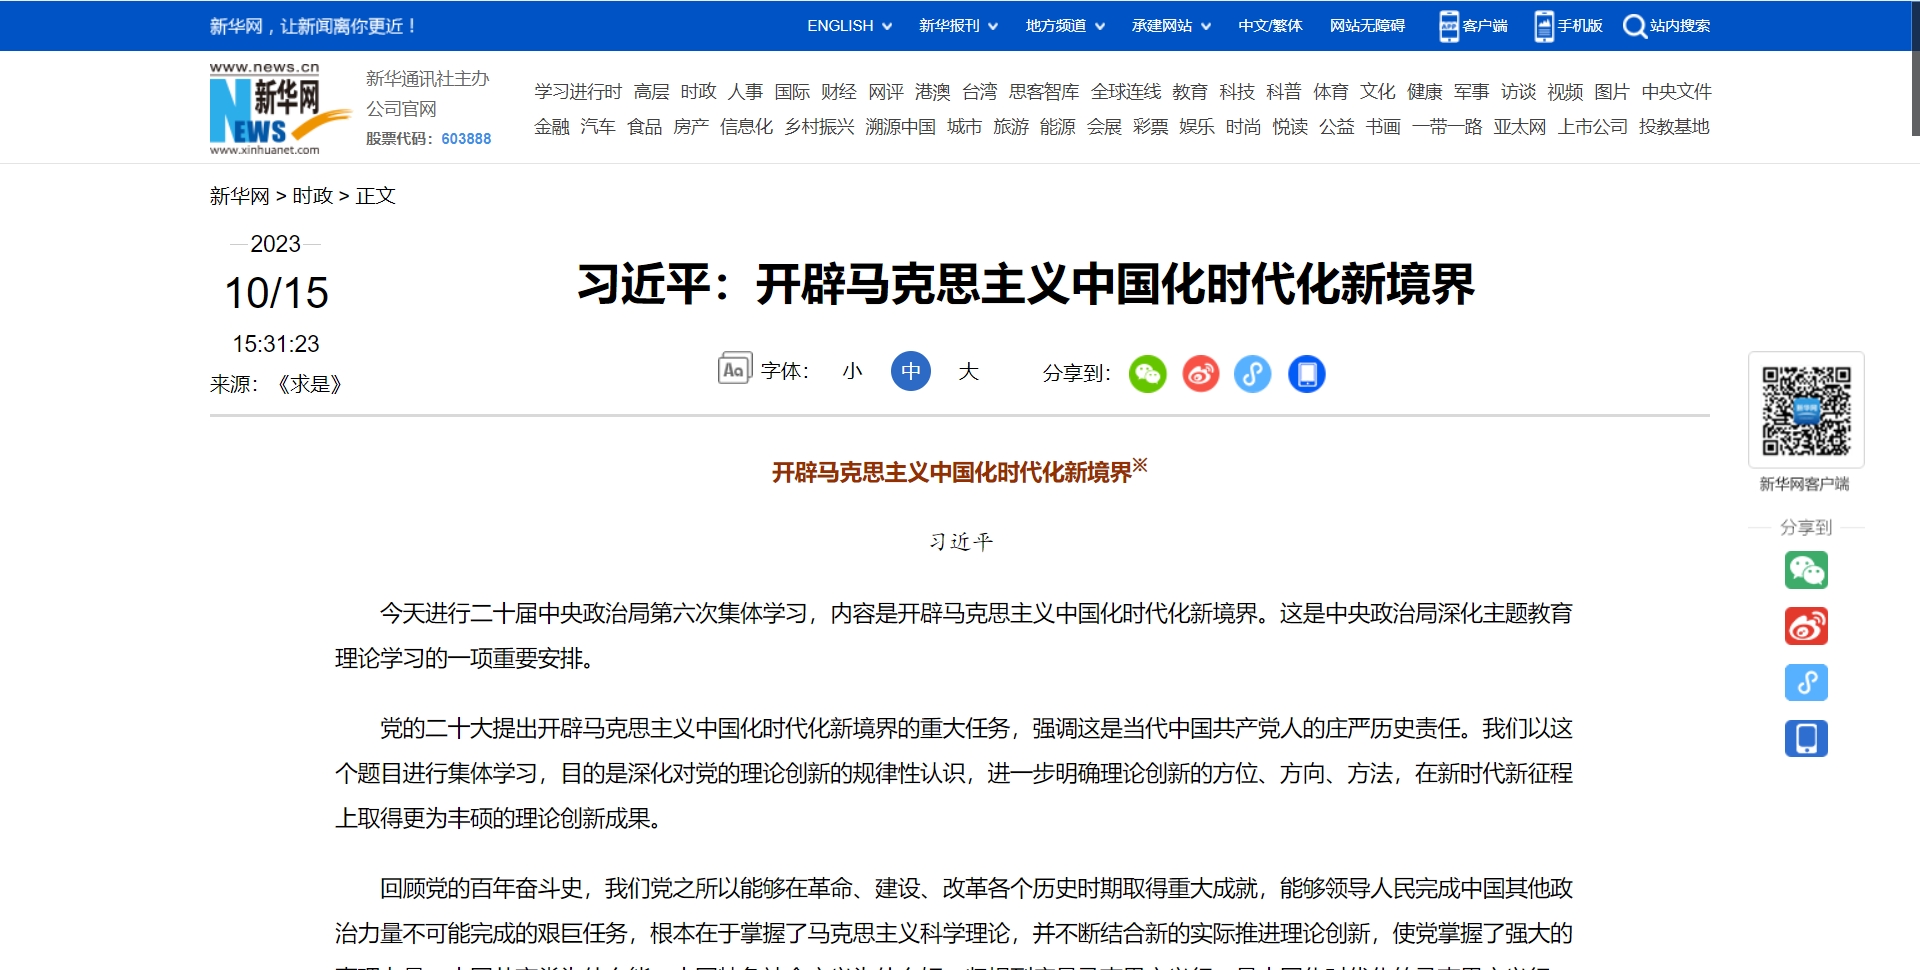 新华网，让新闻离你更近！
ENGLISH 新华报刊 地方频道 承建网站 中文/繁体 网站无障碍 APP 客户端 手机版 站内搜索
www.news.cn
新华网
NEWS
www.xinhuanet.com
新华通讯社主办
公司官网
股票代码：603888
学习进行时 高层 时政 人事 国际 财经 网评 港澳 台湾 思客智库 全球连线 教育 科技 科普 体育 文化 健康 军事 访谈 视频 图片 中央文件
金融 汽车 食品 房产 信息化 乡村振兴 溯源中国 城市 旅游 能源 会展 彩票 娱乐 时尚 悦读 公益 书画 一带一路 亚太网 上市公司 投教基地
新华网 > 时政 > 正文
2023
10/15
15:31:23
来源：《求是》
习近平：开辟马克思主义中国化时代化新境界
Aa 字体： 小 中 大 分享到：
开辟马克思主义中国化时代化新境界※
习近平
今天进行二十届中央政治局第六次集体学习，内容是开辟马克思主义中国化时代化新境界。这是中央政治局深化主题教育
理论学习的一项重要安排。
党的二十大提出开辟马克思主义中国化时代化新境界的重大任务，强调这是当代中国共产党人的庄严历史责任。我们以这
个题目进行集体学习，目的是深化对党的理论创新的规律性认识，进一步明确理论创新的方位、方向、方法，在新时代新征程
上取得更为丰硕的理论创新成果。
回顾党的百年奋斗史，我们党之所以能够在革命、建设、改革各个历史时期取得重大成就，能够领导人民完成中国其他政
治力量不可能完成的艰巨任务，根本在于掌握了马克思主义科学理论，并不断结合新的实际推进理论创新，使党掌握了强大的
新华网
新华网客户端
分享到